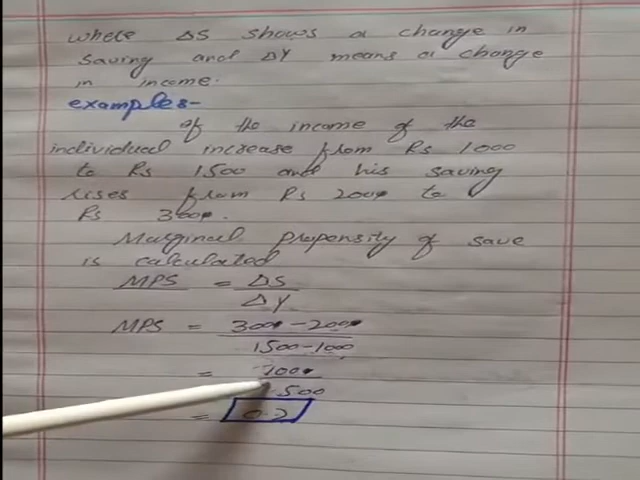 where ΔS shows a change in
saving and ΔY means a change
in income.
examples-
of the income of the
individual increase from Rs 1000
to Rs 1500 and his saving
rises from Rs 200 to
Rs 300.
Marginal propensity of save
is calculated
MPS = ΔS
ΔY
MPS = 300-200
1500-1000
= 100
500
= 0.2